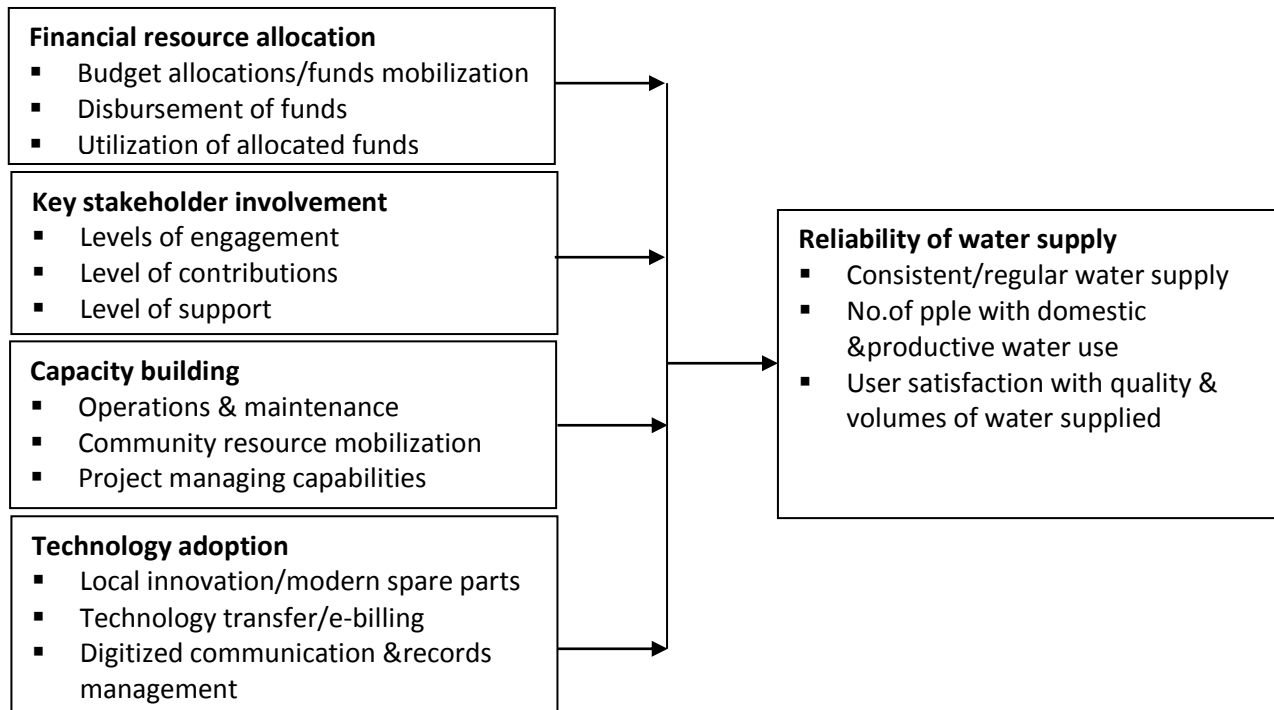 Financial resource allocation
▪ Budget allocations/funds mobilization
▪ Disbursement of funds
▪ Utilization of allocated funds
Key stakeholder involvement
▪ Levels of engagement
▪ Level of contributions
▪ Level of support
Capacity building
▪ Operations & maintenance
▪ Community resource mobilization
▪ Project managing capabilities
Technology adoption
▪ Local innovation/modern spare parts
▪ Technology transfer/e-billing
▪ Digitized communication &records
management
Reliability of water supply
▪ Consistent/regular water supply
▪ No.of pple with domestic
&productive water use
▪ User satisfaction with quality &
volumes of water supplied